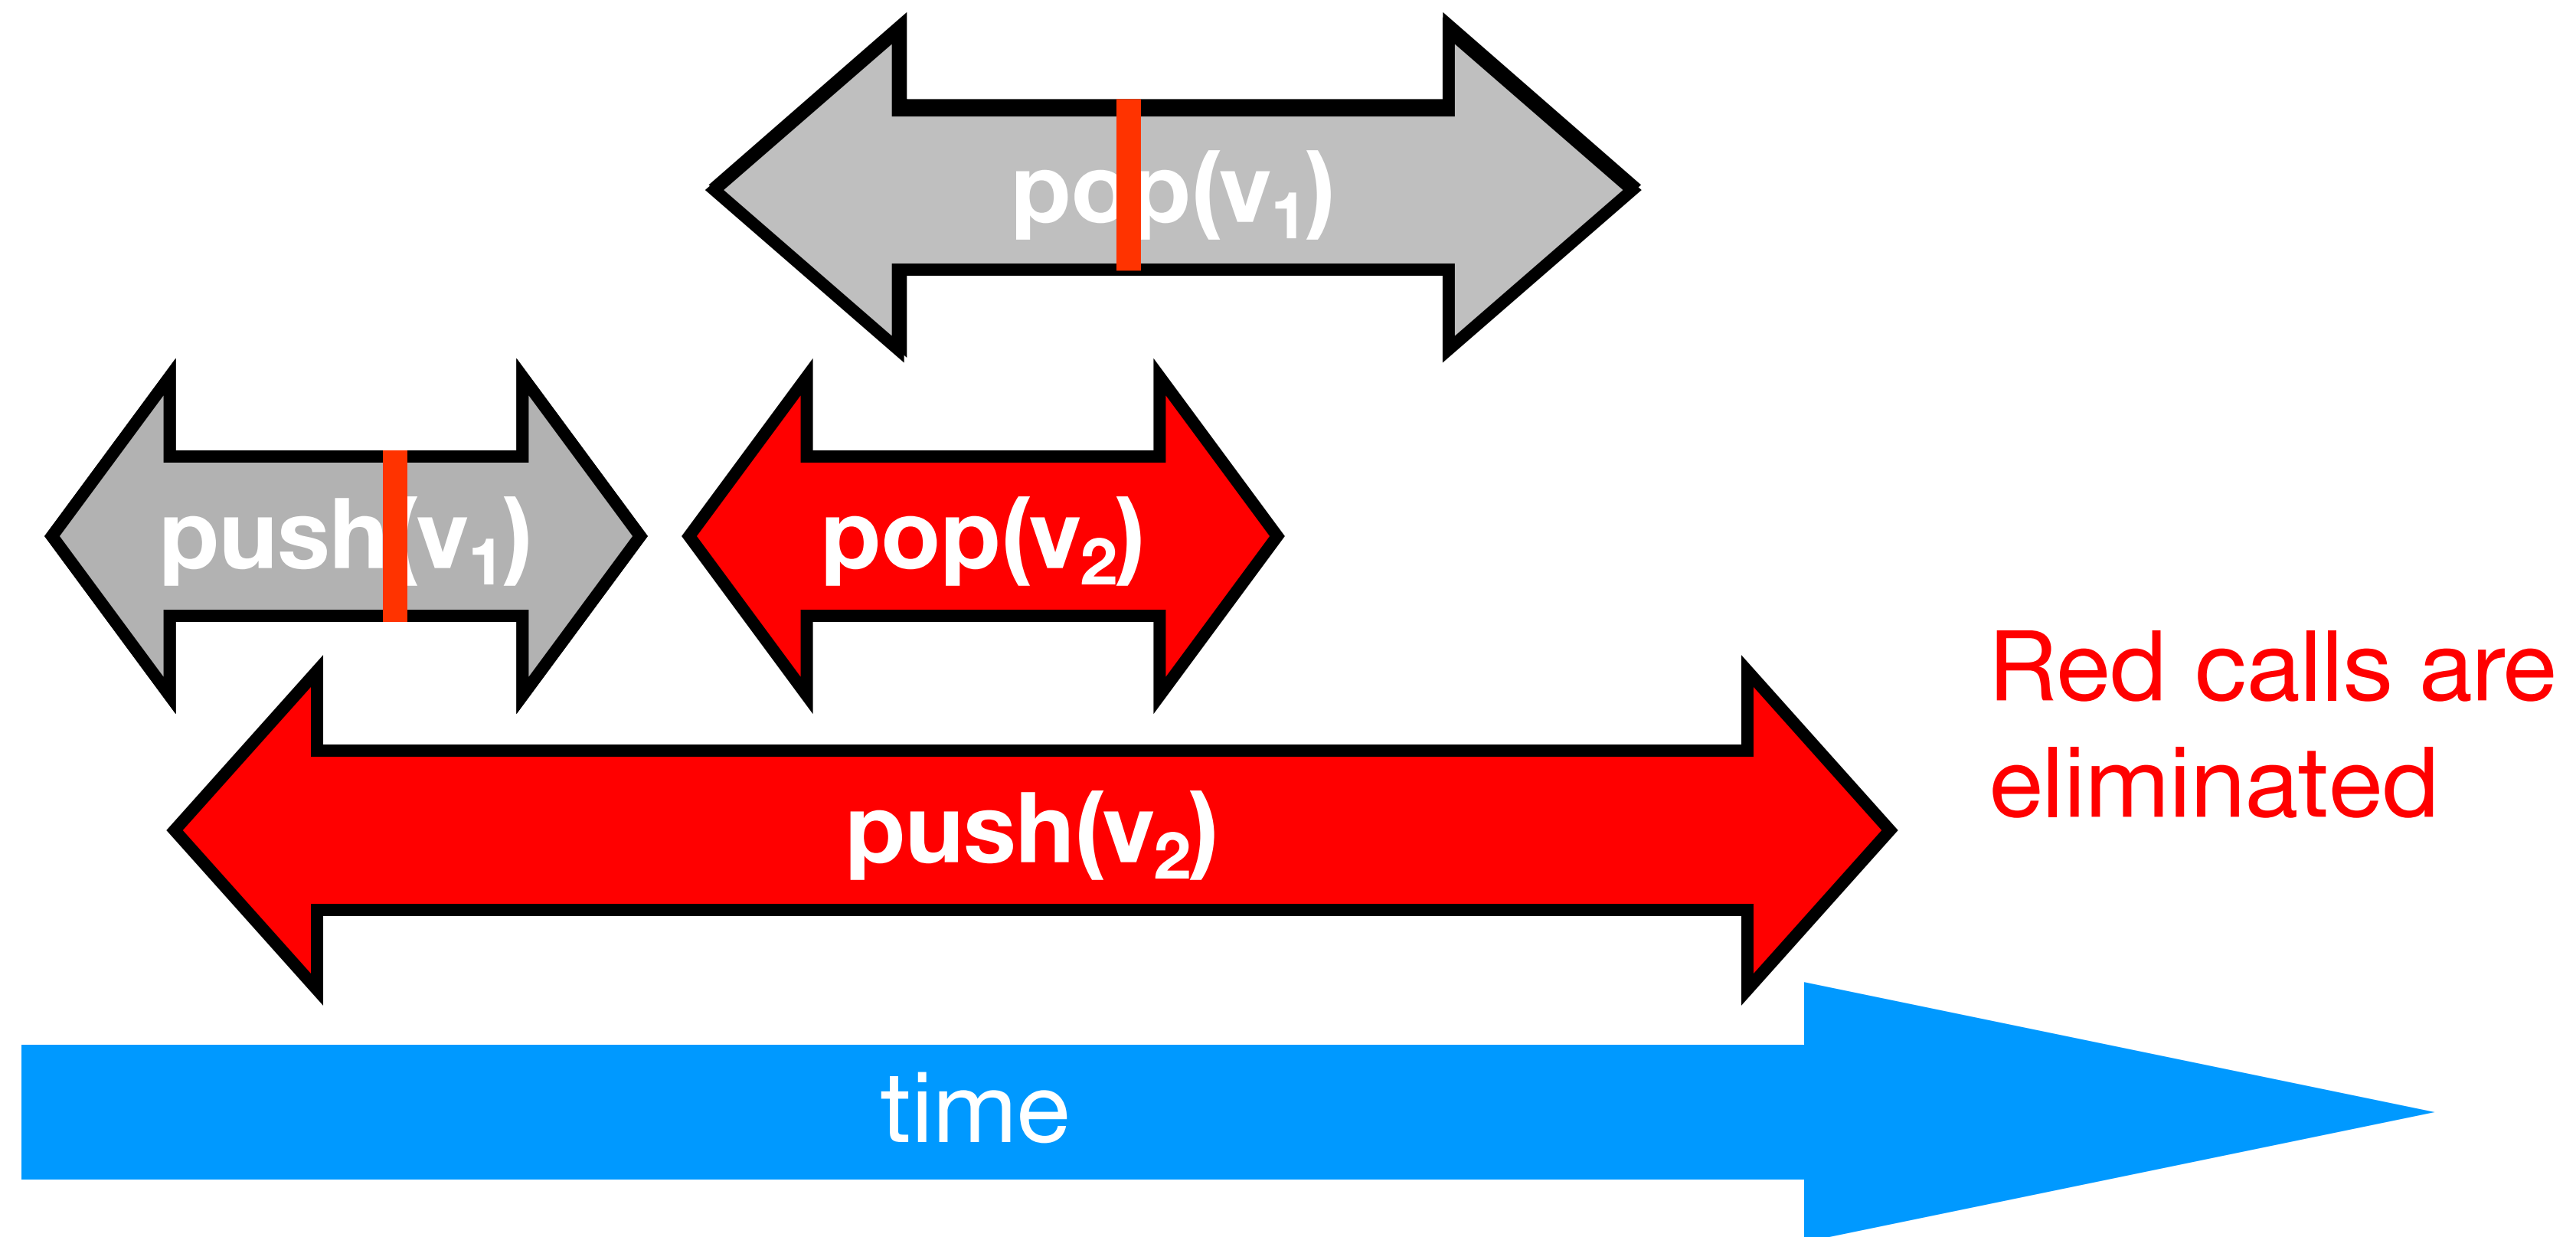 pop(v₁)
push(v₁)
pop(v₂)
push(v₂)
Red calls are
eliminated
time